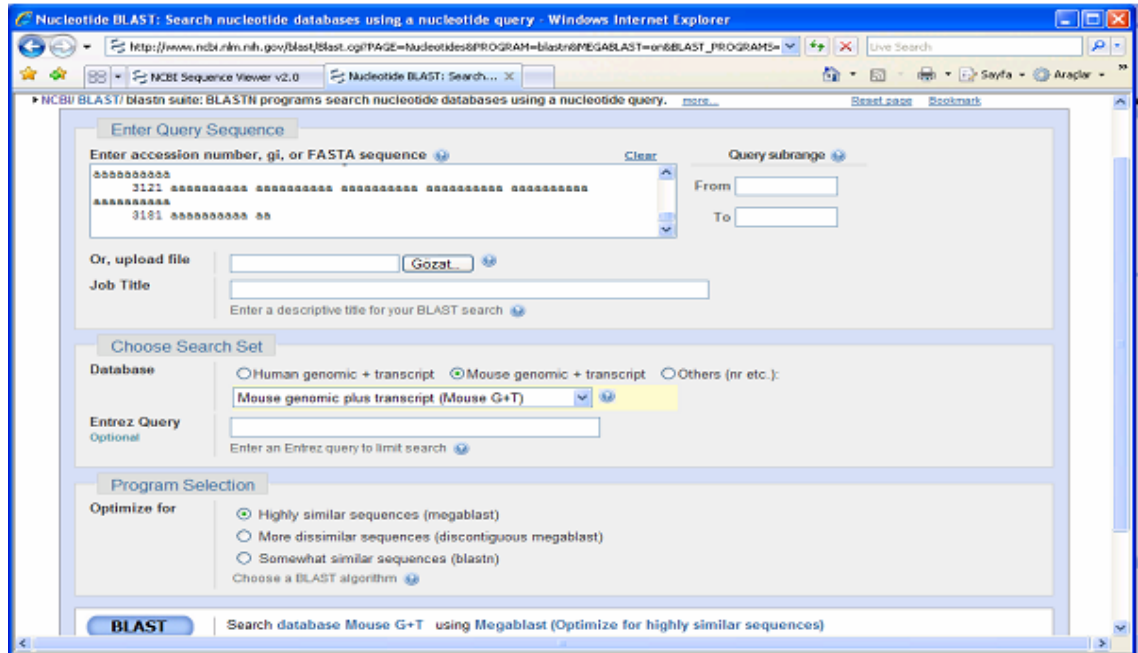 Nucleotide BLAST: Search nucleotide databases using a nucleotide query - Windows Internet Explorer
http://www.ncbi.nlm.nih.gov/blast/Blast.cgi?PAGE=Nucleotides&PROGRAM=blastn&MEGABLAST=on&BLAST_PROGRAMS= Live Search
NCBI Sequence Viewer v2.0 Nucleotide BLAST: Search... Sayfa Araçlar »
NCBI/ BLAST/ blastn suite: BLASTN programs search nucleotide databases using a nucleotide query. more... Reset page Bookmark
Enter Query Sequence
Enter accession number, gi, or FASTA sequence Clear Query subrange
aaaaaaaaaa
3121 aaaaaaaaaa aaaaaaaaaa aaaaaaaaaa aaaaaaaaaa aaaaaaaaaa From
aaaaaaaaaa
3181 aaaaaaaaaa aa To
Or, upload file Gozat...
Job Title
Enter a descriptive title for your BLAST search
Choose Search Set
Database Human genomic + transcript Mouse genomic + transcript Others (nr etc.):
Mouse genomic plus transcript (Mouse G+T)
Entrez Query
Optional
Enter an Entrez query to limit search
Program Selection
Optimize for Highly similar sequences (megablast)
More dissimilar sequences (discontiguous megablast)
Somewhat similar sequences (blastn)
Choose a BLAST algorithm
BLAST Search database Mouse G+T using Megablast (Optimize for highly similar sequences)